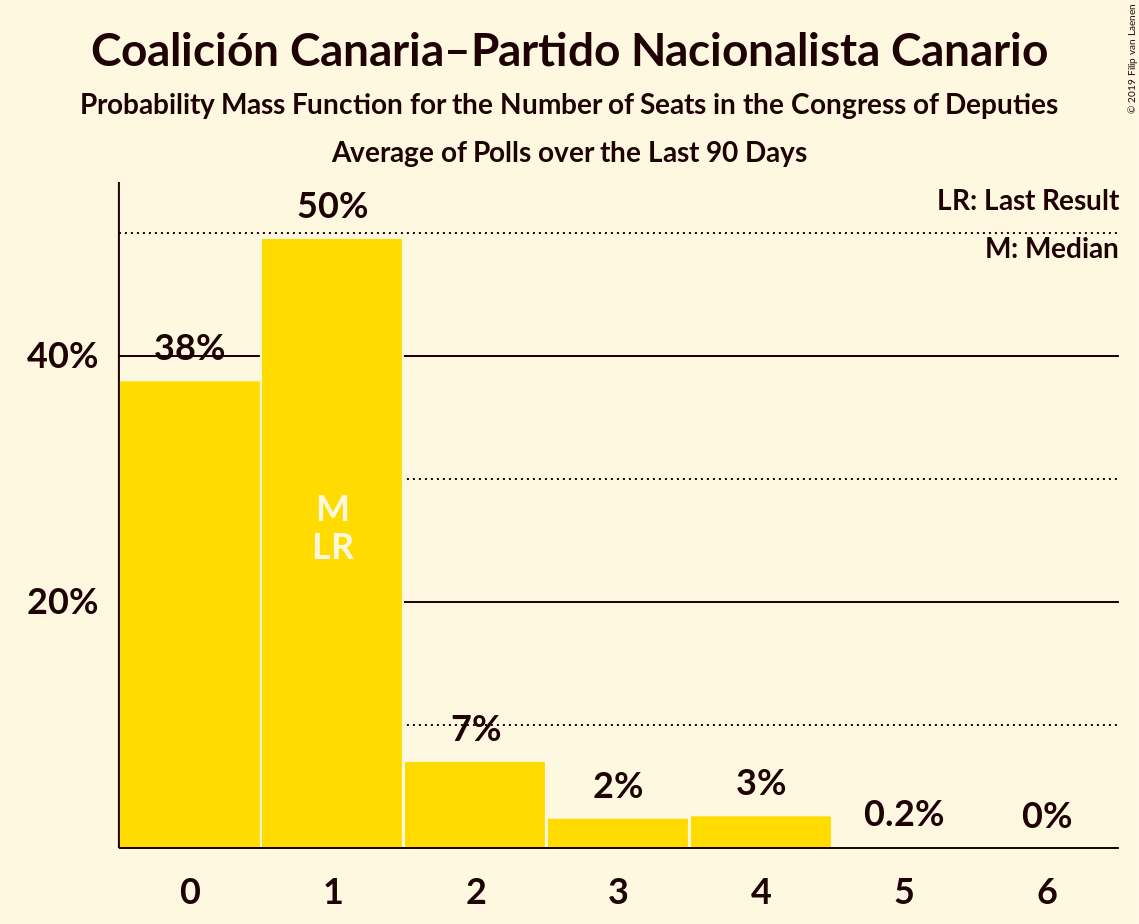 Coalición Canaria–Partido Nacionalista Canario
Probability Mass Function for the Number of Seats in the Congress of Deputies
Average of Polls over the Last 90 Days
© 2019 Filip van Laenen
LR: Last Result
M: Median
50%
38%
40%
M
LR
20%
7%
2%
3%
0.2%
0%
0
1
2
3
4
5
6